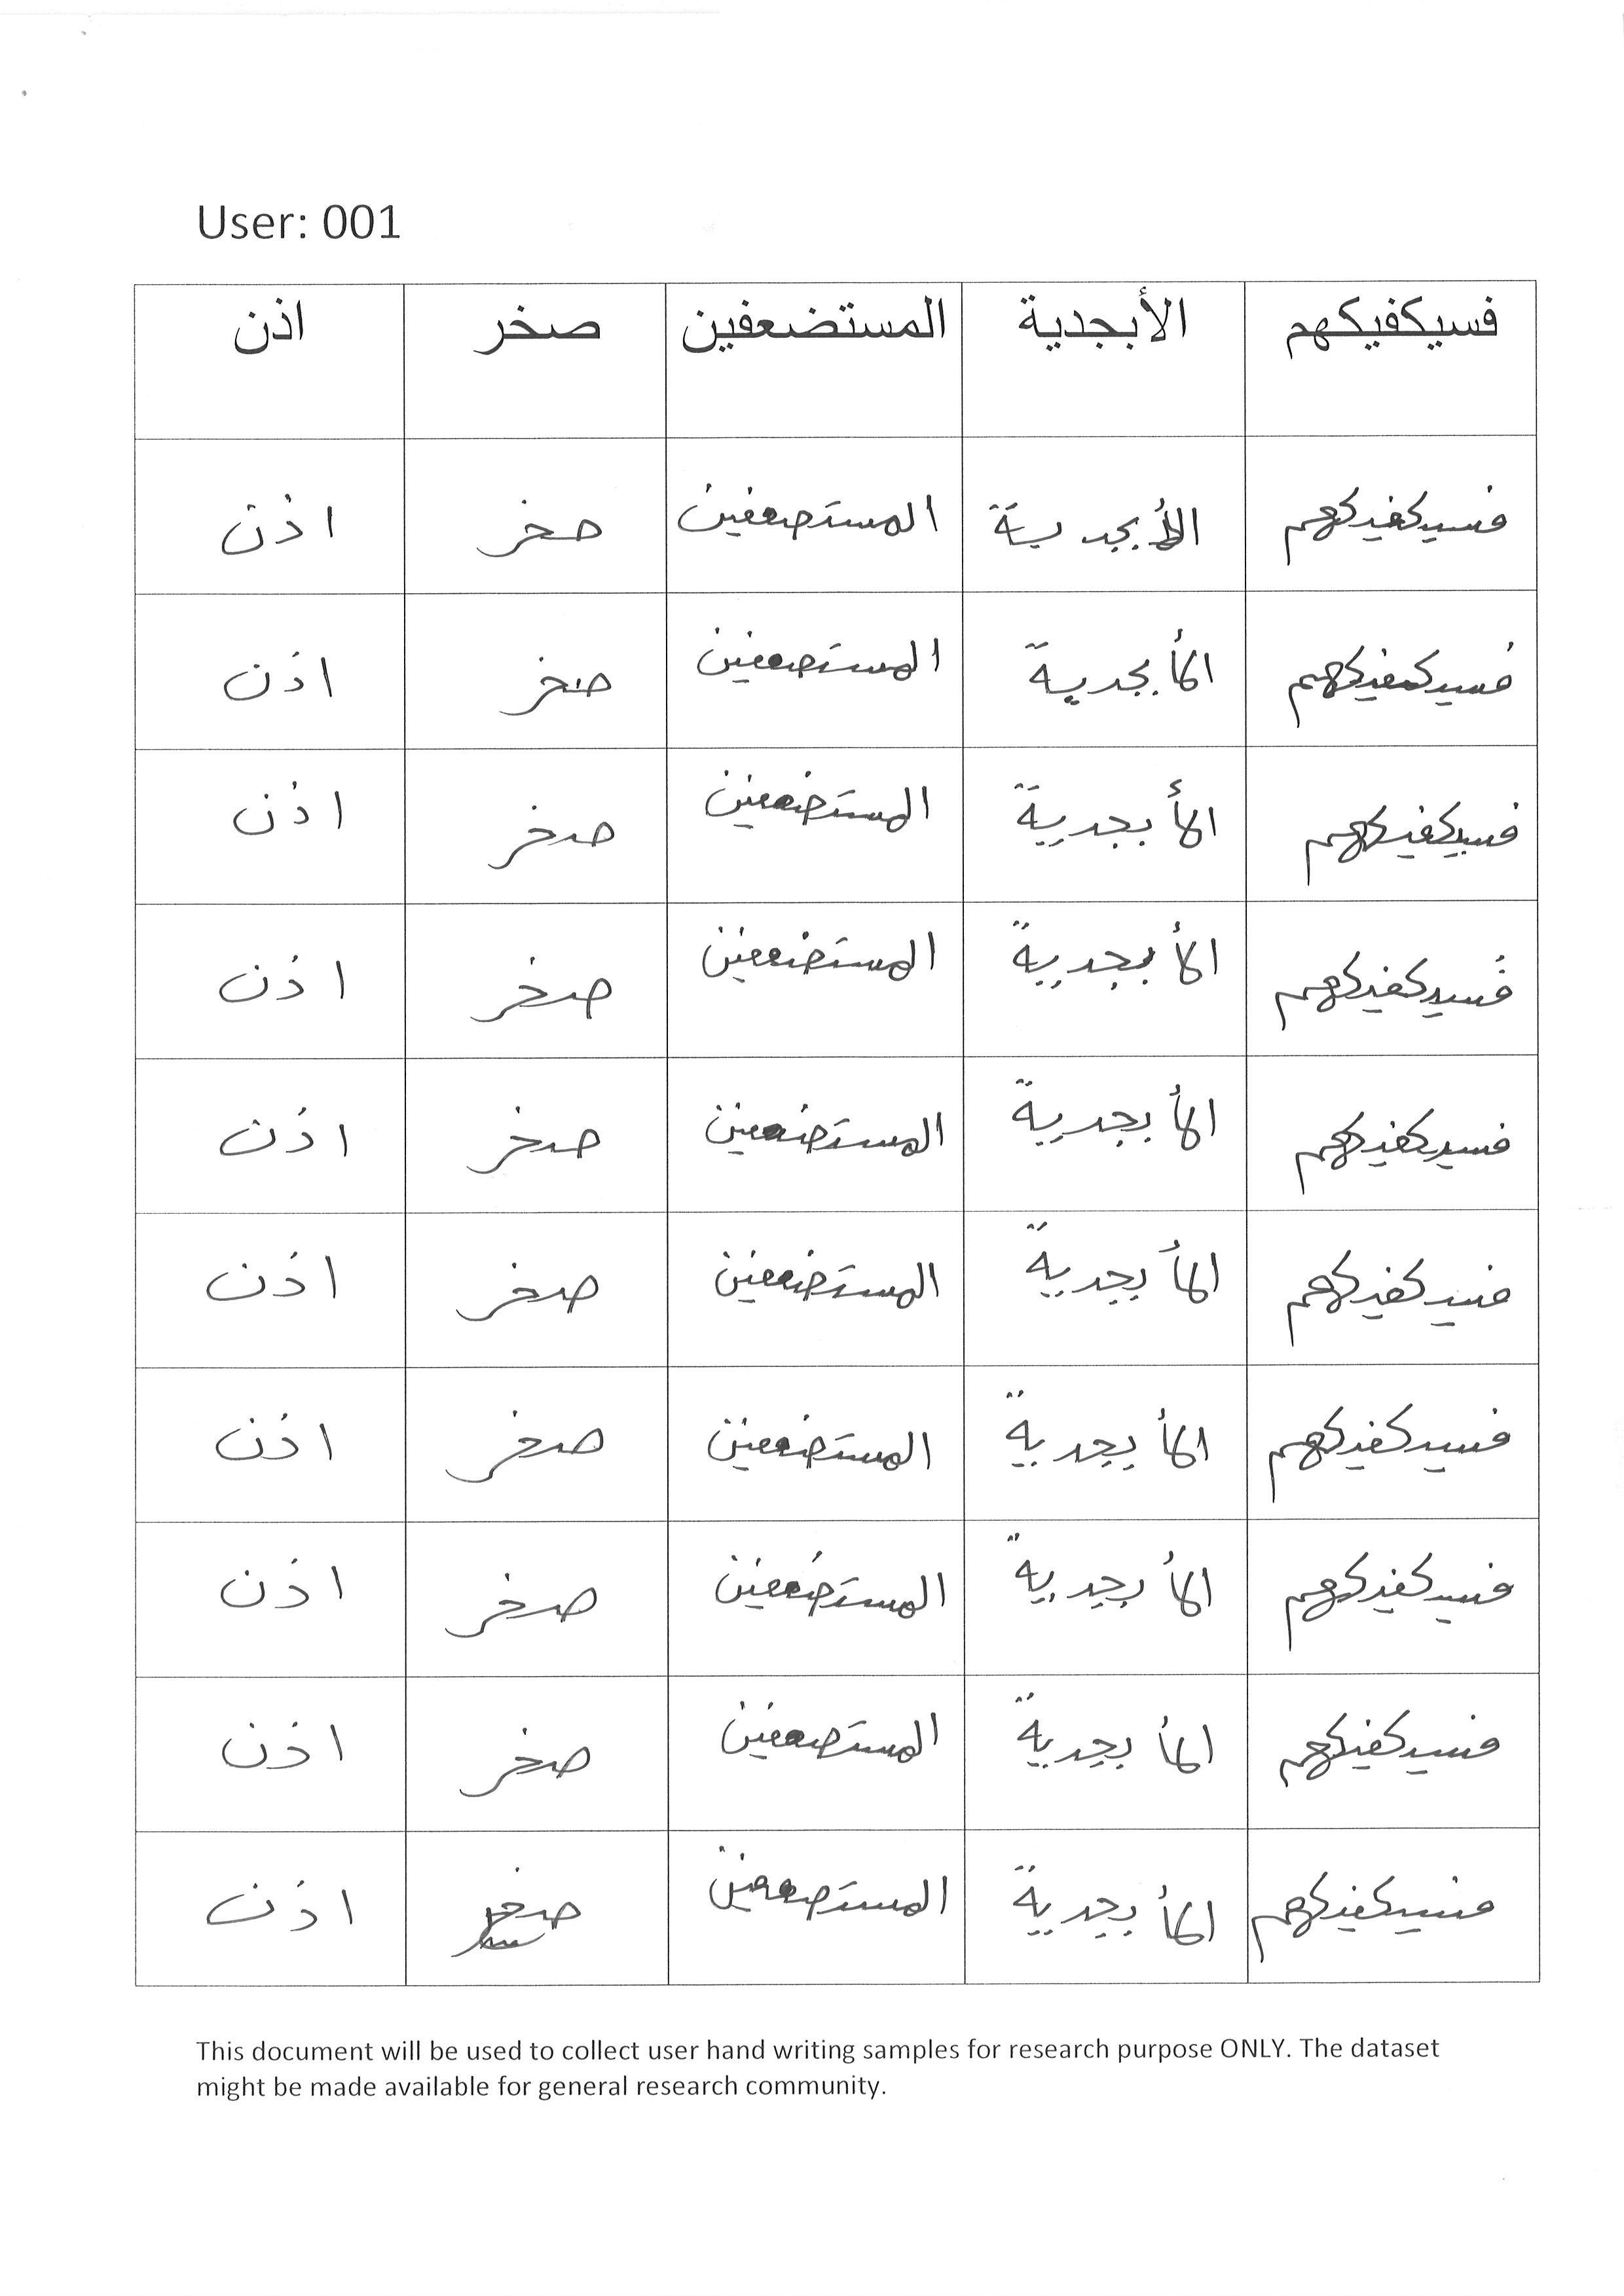 User: 001
فسيكفيكهم الأبجدية المستضعفين صخر اذن
فسيكفيكهم الأبجدية المستضعفين صخر اذن
فسيكفيكهم الأبجدية المستضعفين صخر اذن
فسيكفيكهم الأبجدية المستضعفين صخر اذن
فسيكفيكهم الأبجدية المستضعفين صخر اذن
فسيكفيكهم الأبجدية المستضعفين صخر اذن
فسيكفيكهم الأبجدية المستضعفين صخر اذن
فسيكفيكهم الأبجدية المستضعفين صخر اذن
فسيكفيكهم الأبجدية المستضعفين صخر اذن
فسيكفيكهم الأبجدية المستضعفين صخر اذن
فسيكفيكهم الأبجدية المستضعفين صخر اذن
This document will be used to collect user hand writing samples for research purpose ONLY. The dataset
might be made available for general research community.